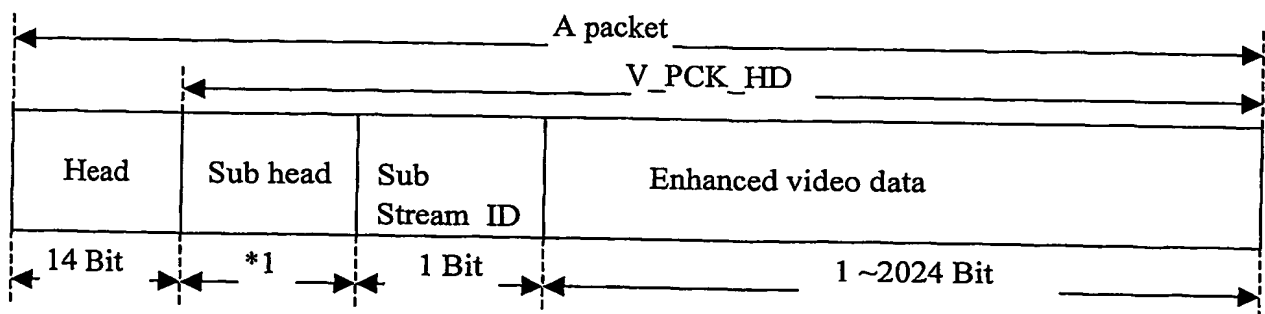 A packet
V_PCK_HD
Head
Sub head
Sub
Stream ID
Enhanced video data
14 Bit
*1
1 Bit
1 ~2024 Bit